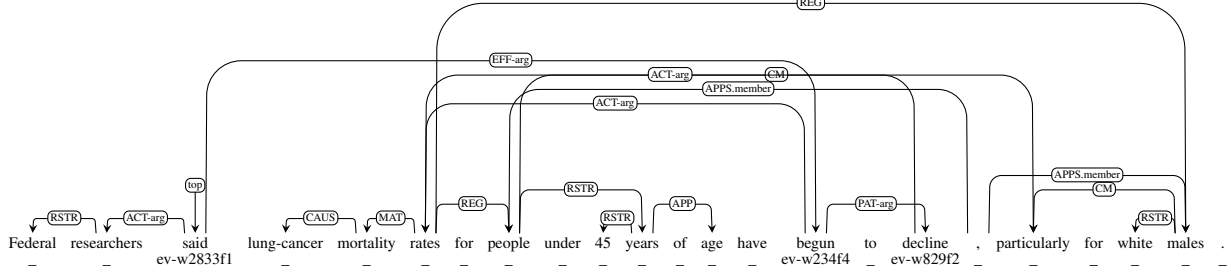 REG
EFF-arg
ACT-arg CM
APPS.member
ACT-arg
top APPS.member
RSTR CM
REG APP PAT-arg
RSTR ACT-arg CAUS MAT RSTR RSTR
Federal researchers said lung-cancer mortality rates for people under 45 years of age have begun to decline , particularly for white males .
_ _ ev-w2833f1 _ _ _ _ _ _ _ _ _ _ _ ev-w234f4 _ ev-w829f2 _ _ _ _ _ _